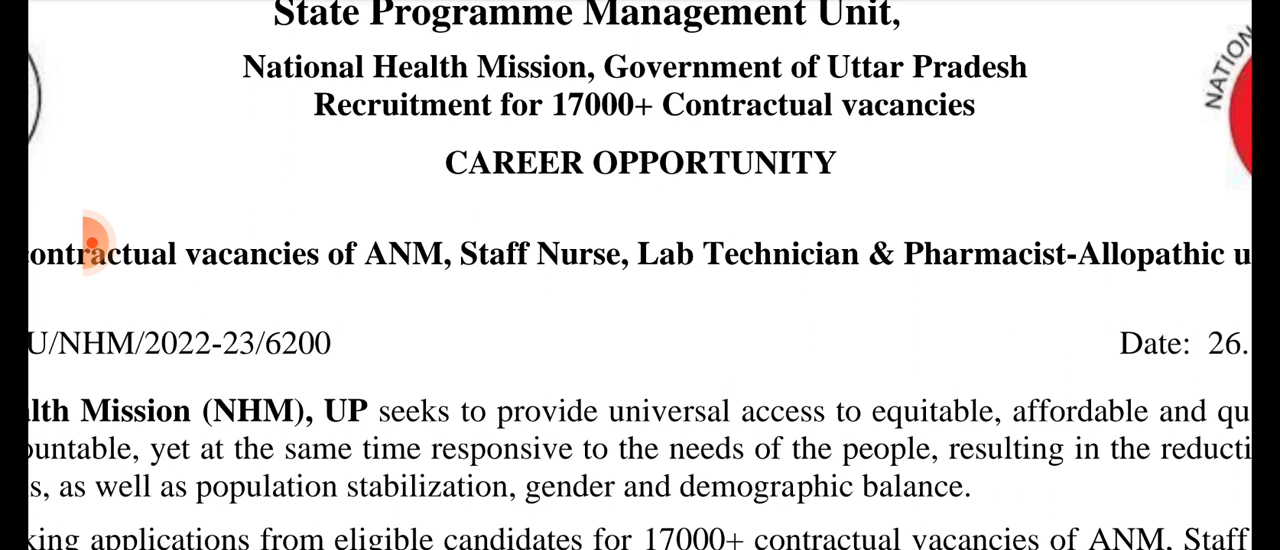 State Programme Management Unit,
National Health Mission, Government of Uttar Pradesh
Recruitment for 17000+ Contractual vacancies
NATION
CAREER OPPORTUNITY
contractual vacancies of ANM, Staff Nurse, Lab Technician & Pharmacist-Allopathic u
U/NHM/2022-23/6200 Date: 26.
lth Mission (NHM), UP seeks to provide universal access to equitable, affordable and qu
ountable, yet at the same time responsive to the needs of the people, resulting in the reducti
s, as well as population stabilization, gender and demographic balance.
king applications from eligible candidates for 17000+ contractual vacancies of ANM, Staff